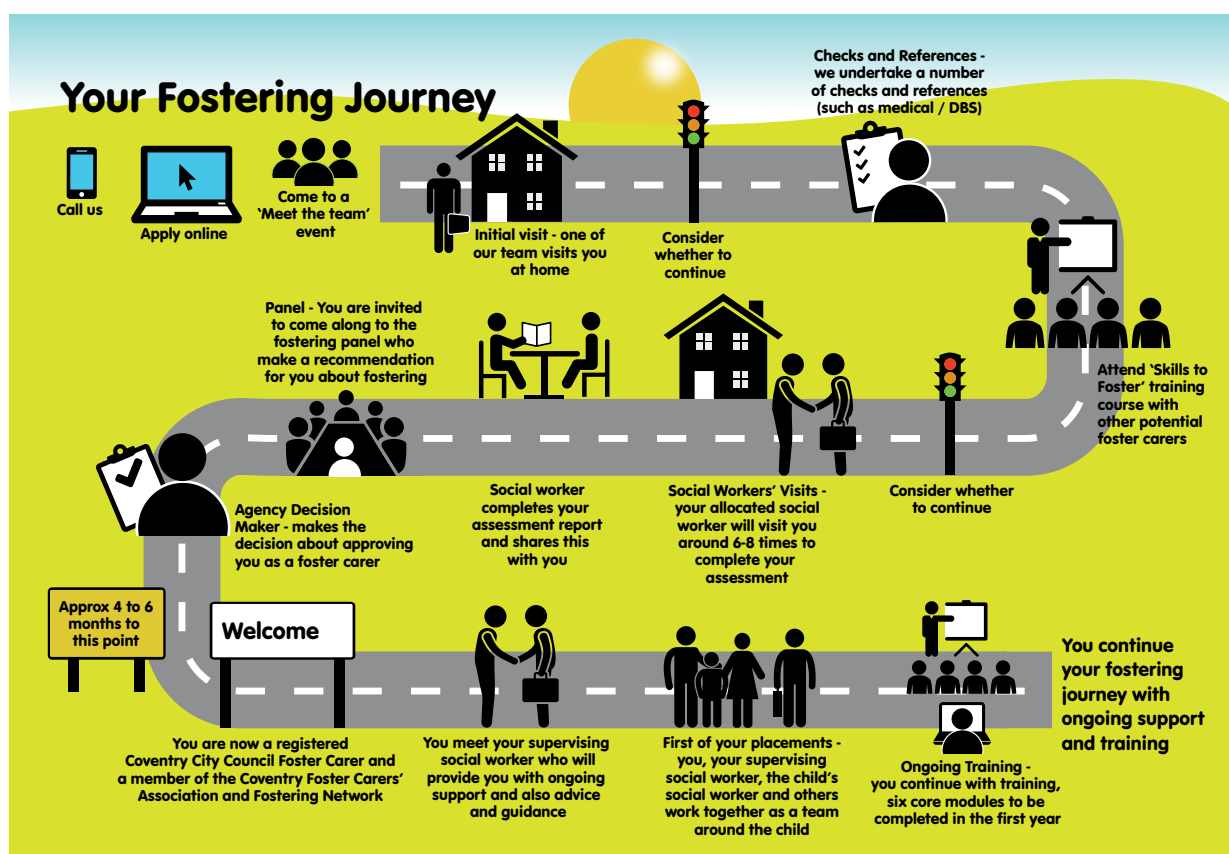 Your Fostering Journey
Call us
Apply online
Come to a
‘Meet the team’
event
Initial visit - one of
our team visits you
at home
Consider
whether to
continue
Checks and References -
we undertake a number
of checks and references
(such as medical / DBS)
Attend ‘Skills to
Foster’ training
course with
other potential
foster carers
Consider whether
to continue
Social Workers’ Visits -
your allocated social
worker will visit you
around 6-8 times to
complete your
assessment
Social worker
completes your
assessment report
and shares this
with you
Panel - You are invited
to come along to the
fostering panel who
make a recommendation
for you about fostering
Agency Decision
Maker - makes the
decision about approving
you as a foster carer
Approx 4 to 6
months to
this point
Welcome
You are now a registered
Coventry City Council Foster Carer and
a member of the Coventry Foster Carers’
Association and Fostering Network
You meet your supervising
social worker who will
provide you with ongoing
support and also advice
and guidance
First of your placements -
you, your supervising
social worker, the child’s
social worker and others
work together as a team
around the child
Ongoing Training -
you continue with training,
six core modules to be
completed in the first year
You continue
your fostering
journey with
ongoing support
and training